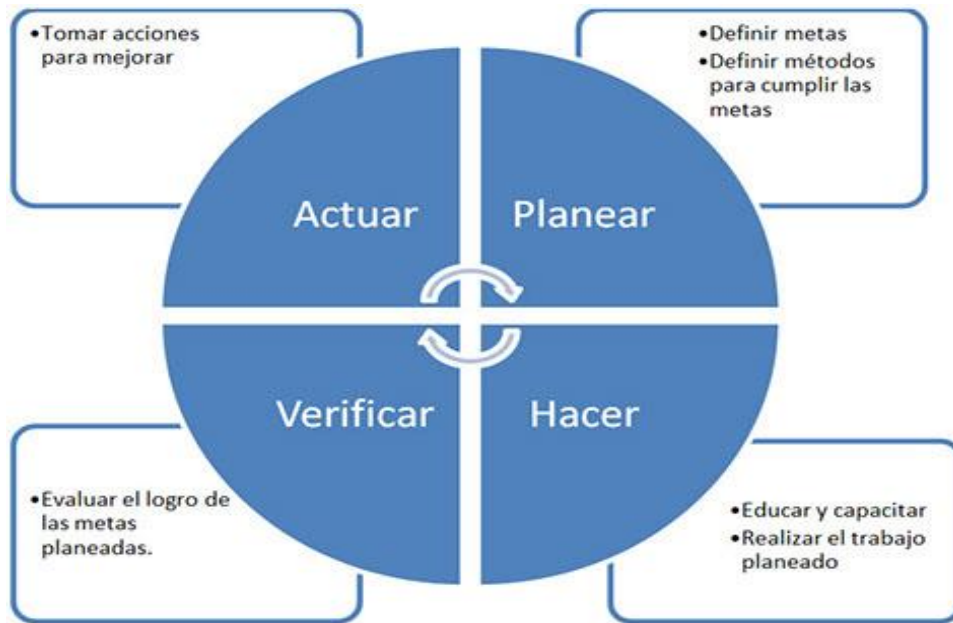 •Tomar acciones
para mejorar
•Definir metas
•Definir métodos
para cumplir las
metas
Actuar
Planear
Verificar
Hacer
•Evaluar el logro de
las metas
planeadas.
•Educar y capacitar
•Realizar el trabajo
planeado